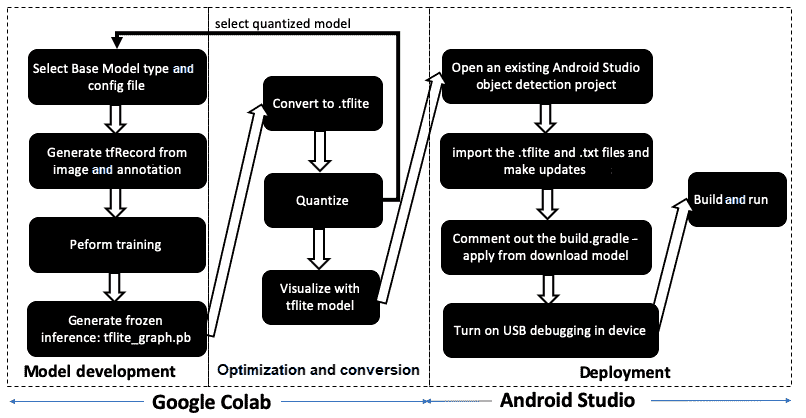 select quantized model
Select Base Model type and
config file
Generate tfRecord from
image and annotation
Peform training
Generate frozen
inference: tflite_graph.pb
Model development
Convert to .tflite
Quantize
Visualize with
tflite model
Optimization and conversion
Open an existing Android Studio
object detection project
import the .tflite and .txt files and
make updates
Comment out the build.gradle –
apply from download model
Turn on USB debugging in device
Build and run
Deployment
Google Colab
Android Studio